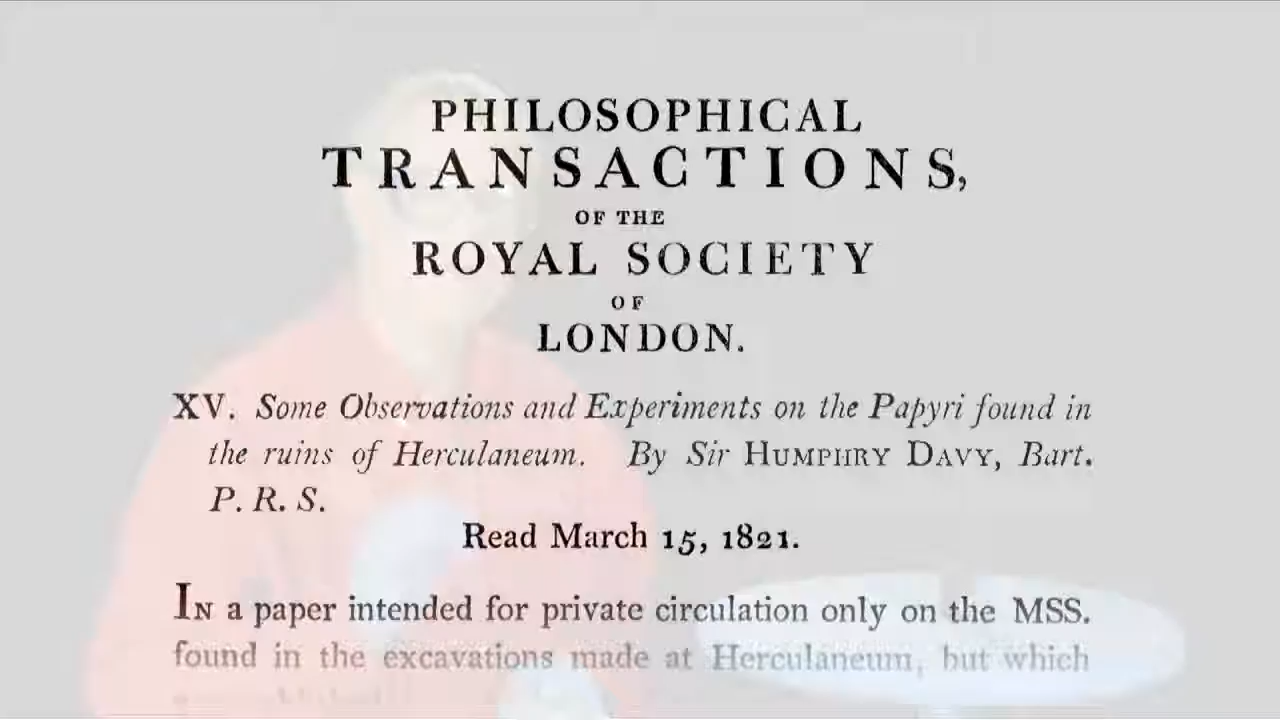 PHILOSOPHICAL
TRANSACTIONS,
OF THE
ROYAL SOCIETY
OF
LONDON.
XV. Some Observations and Experiments on the Papyri found in
the ruins of Herculaneum. By Sir HUMPHRY DAVY, Bart.
P. R. S.
Read March 15, 1821.
IN a paper intended for private circulation only on the MSS.
found in the excavations made at Herculaneum, but which